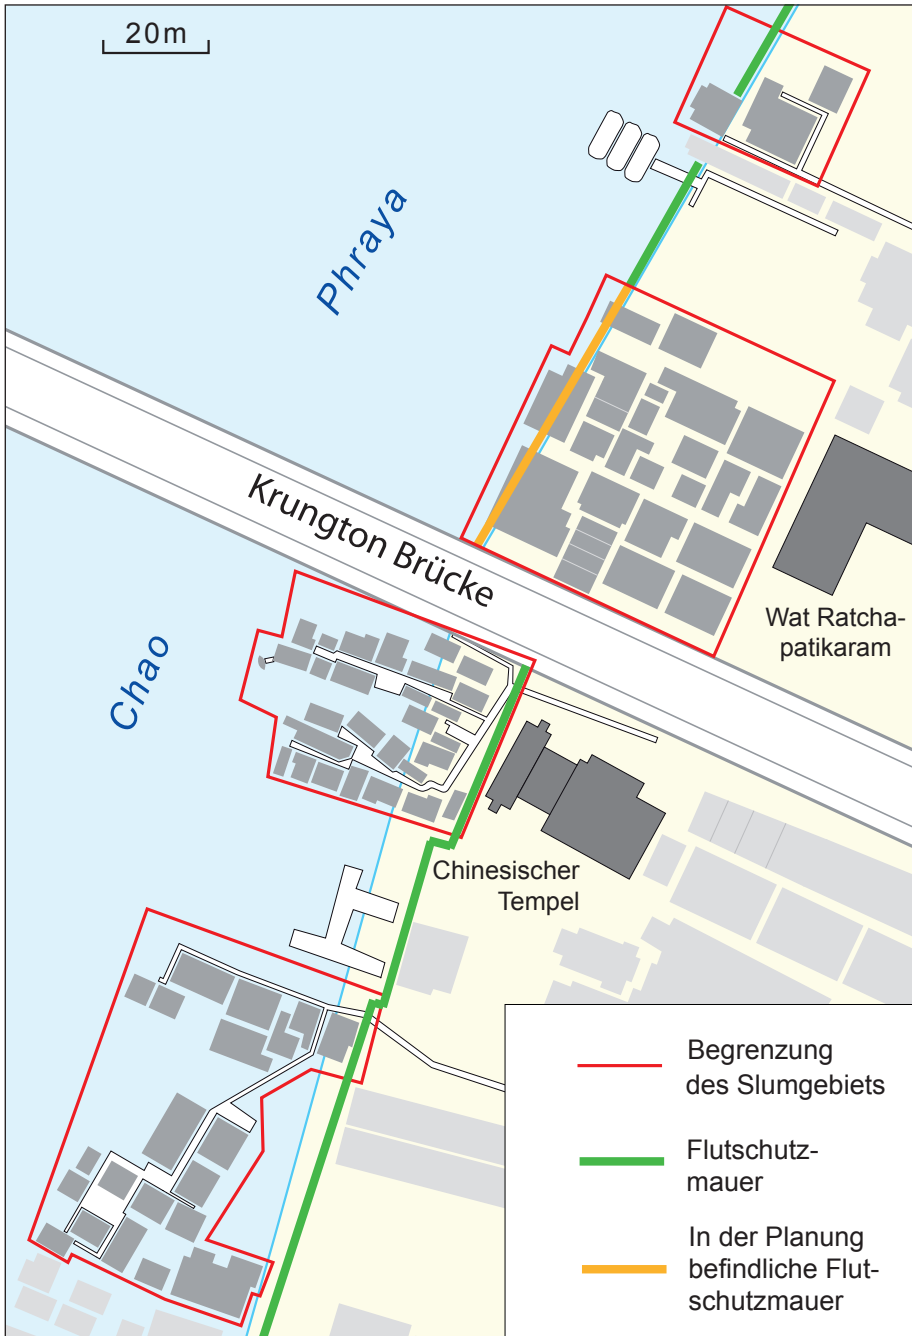 20m
Phraya
Krungton Brücke
Wat Ratcha-
patikaram
Chao
Chinesischer
Tempel
Begrenzung
des Slumgebiets
Flutschutz-
mauer
In der Planung
befindliche Flut-
schutzmauer